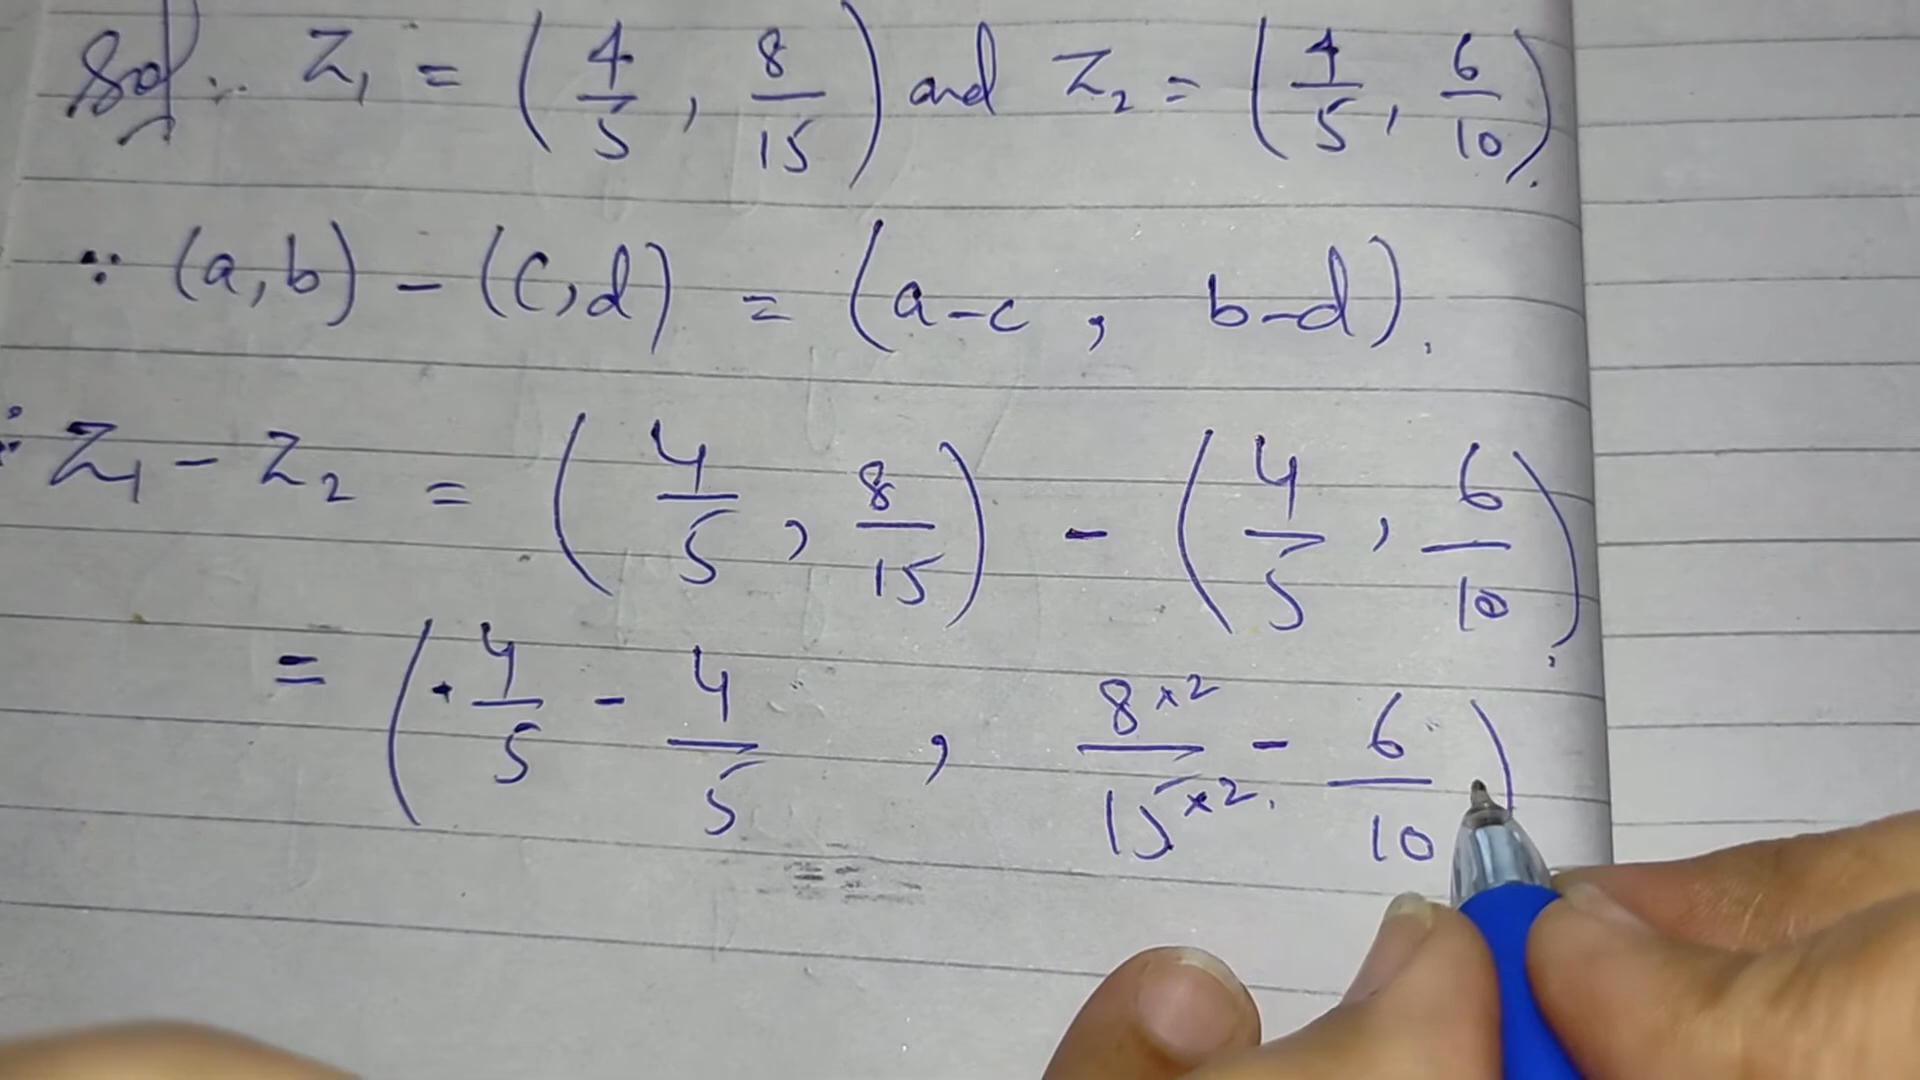 Sol:. Z₁ = (4/5, 8/15) and Z₂ = (4/5, 6/10).
∵ (a,b) - (c,d) = (a-c, b-d).
∴ Z₁ - Z₂ = (4/5, 8/15) - (4/5, 6/10).
= (4/5 - 4/5, 8×2/15×2 - 6/10)